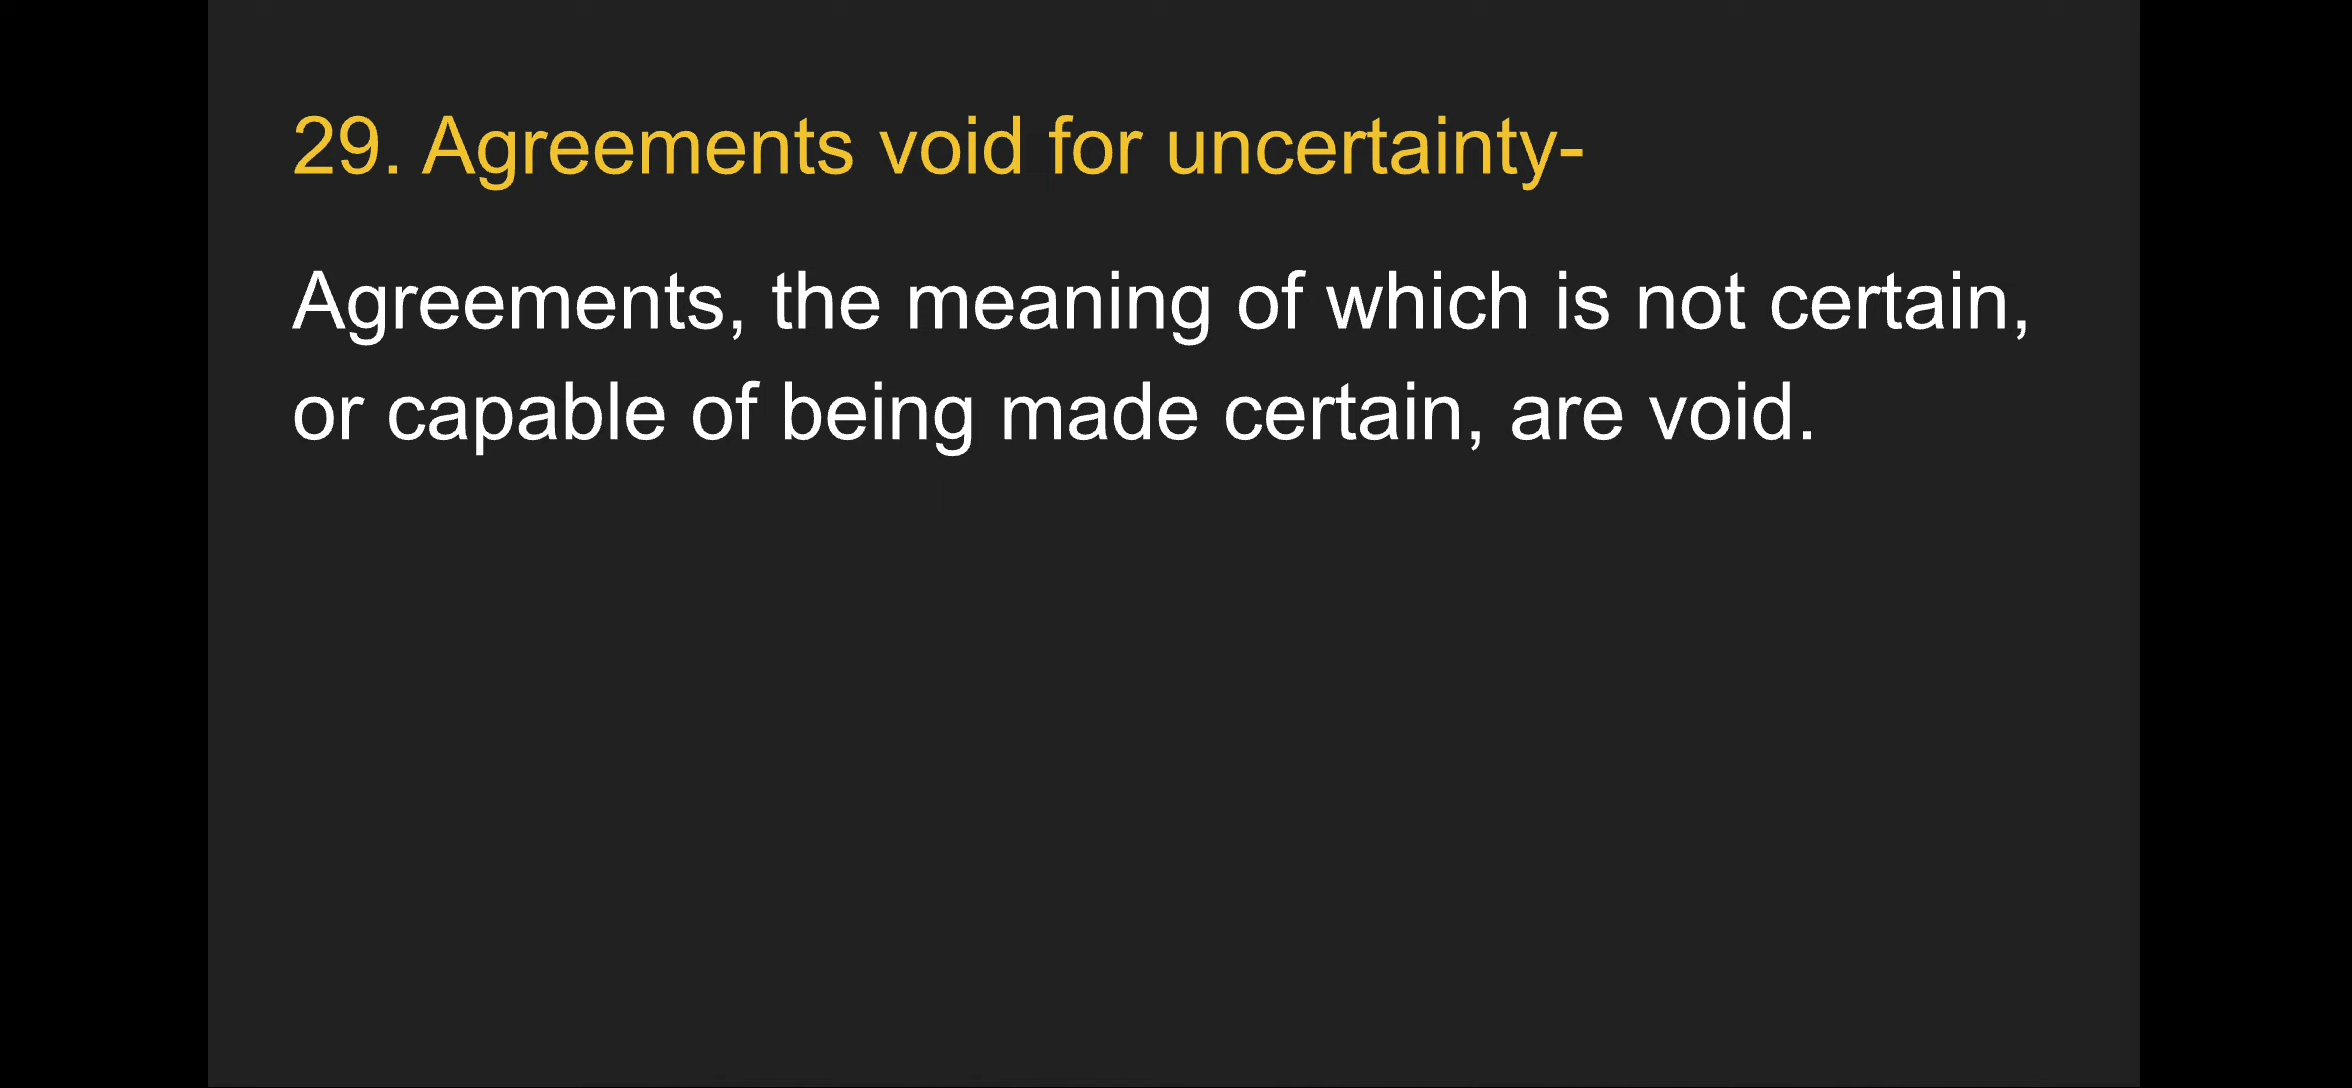 29. Agreements void for uncertainty-
Agreements, the meaning of which is not certain,
or capable of being made certain, are void.